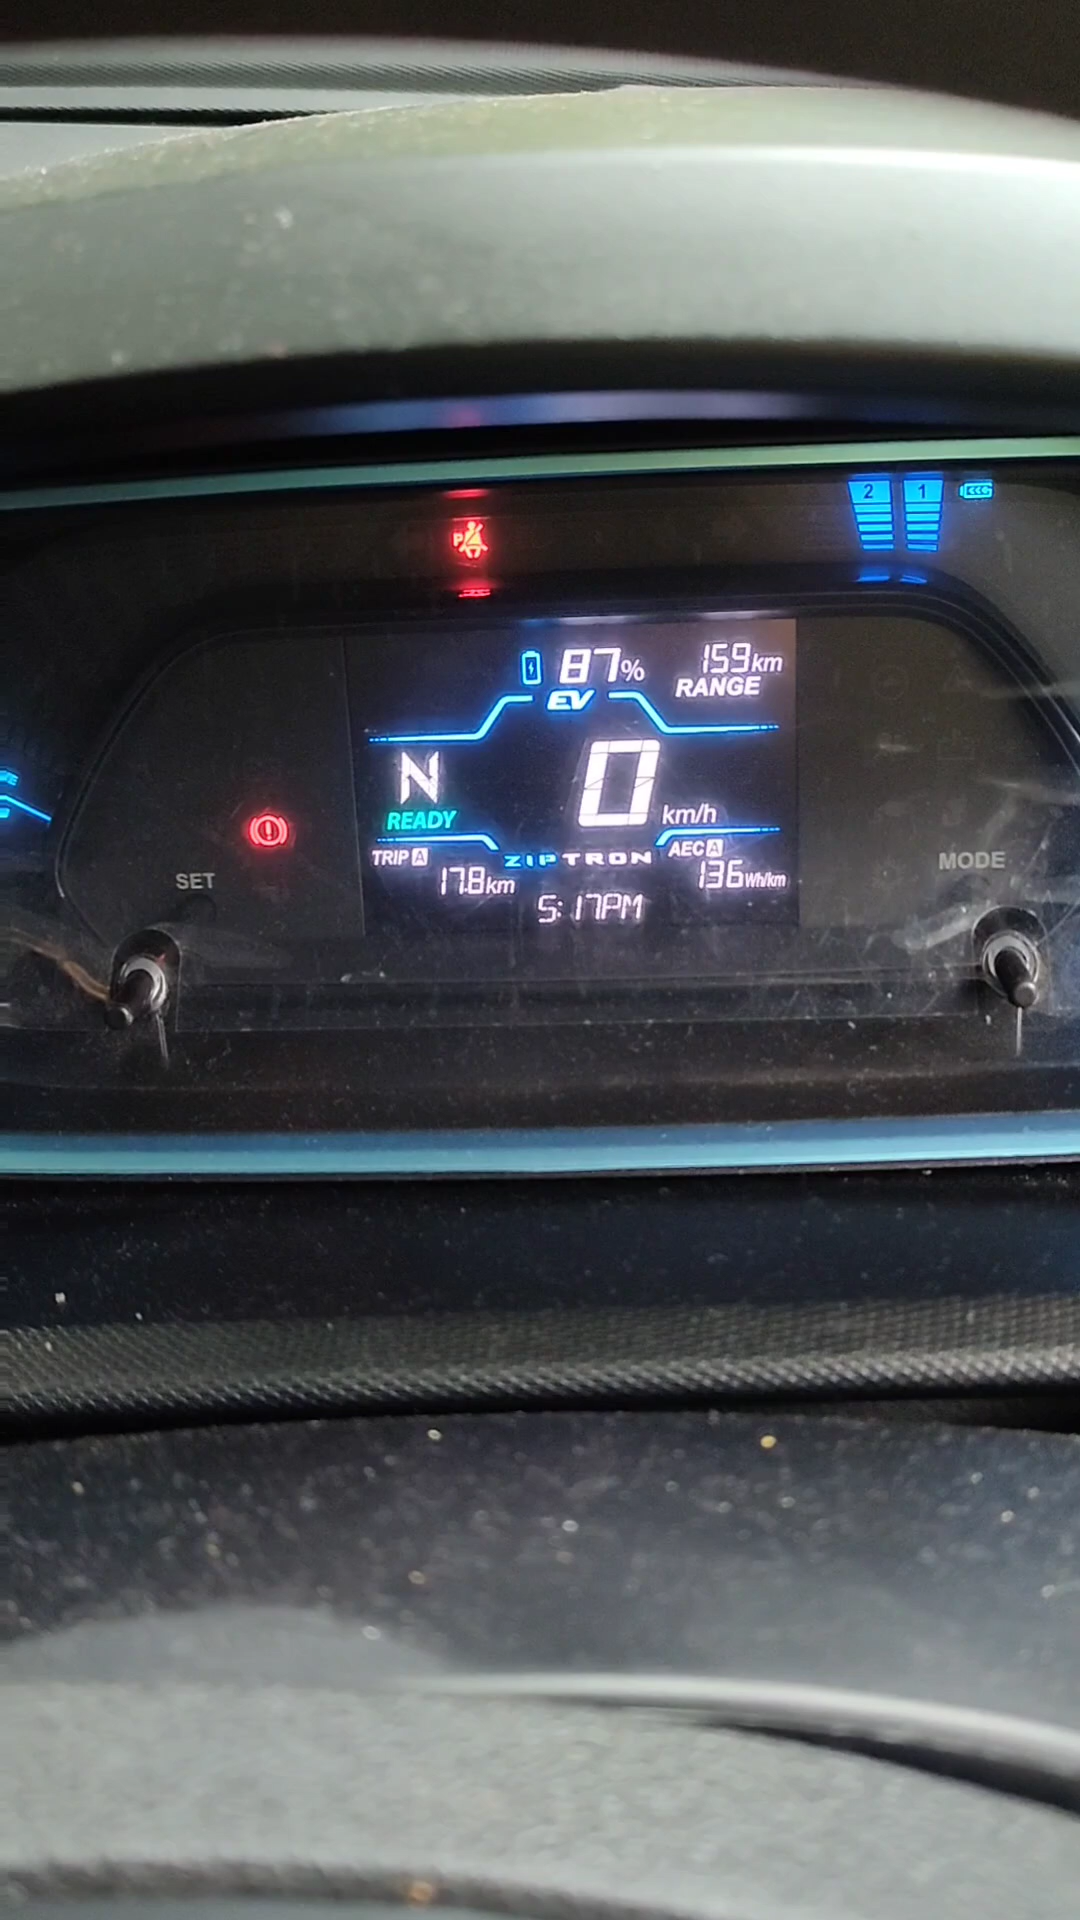 2 1
P
87% 159km
RANGE
EV
N 0 km/h
READY
TRIP A ZIPTRON AEC A
17.8km 136Wh/km
5:17PM
SET MODE